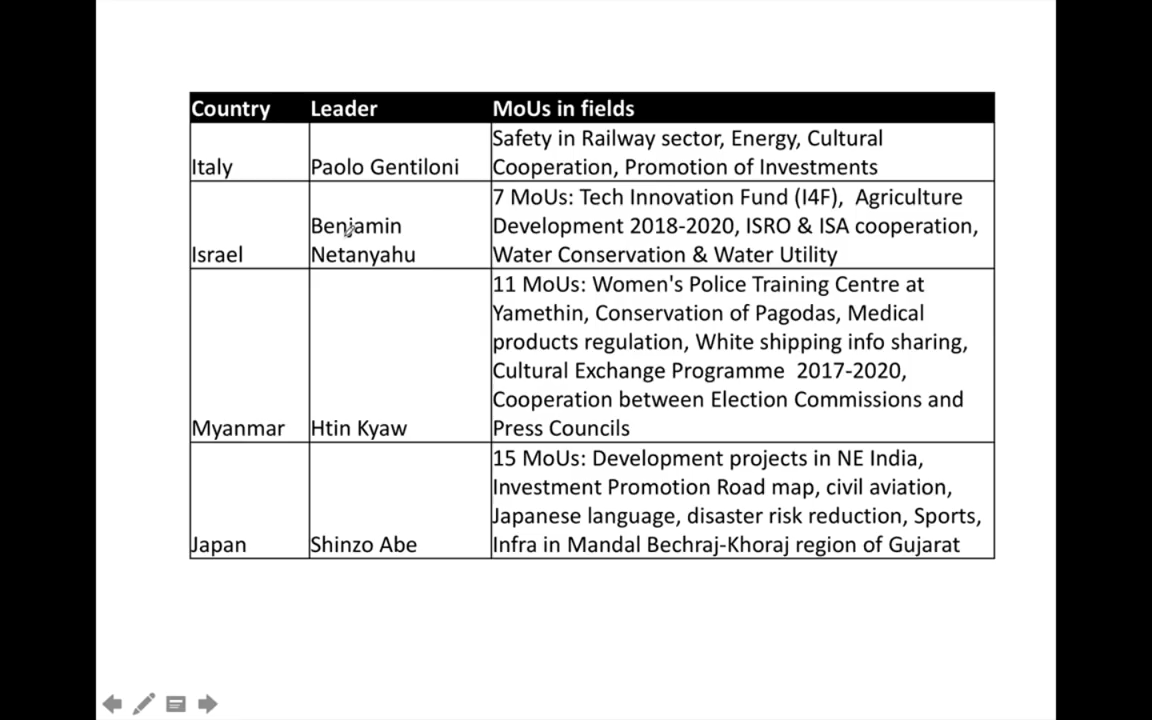 Country Leader MoUs in fields
Safety in Railway sector, Energy, Cultural
Italy Paolo Gentiloni Cooperation, Promotion of Investments
7 MoUs: Tech Innovation Fund (I4F), Agriculture
Benjamin Development 2018-2020, ISRO & ISA cooperation,
Israel Netanyahu Water Conservation & Water Utility
11 MoUs: Women's Police Training Centre at
Yamethin, Conservation of Pagodas, Medical
products regulation, White shipping info sharing,
Cultural Exchange Programme 2017-2020,
Cooperation between Election Commissions and
Myanmar Htin Kyaw Press Councils
15 MoUs: Development projects in NE India,
Investment Promotion Road map, civil aviation,
Japanese language, disaster risk reduction, Sports,
Japan Shinzo Abe Infra in Mandal Bechraj-Khoraj region of Gujarat